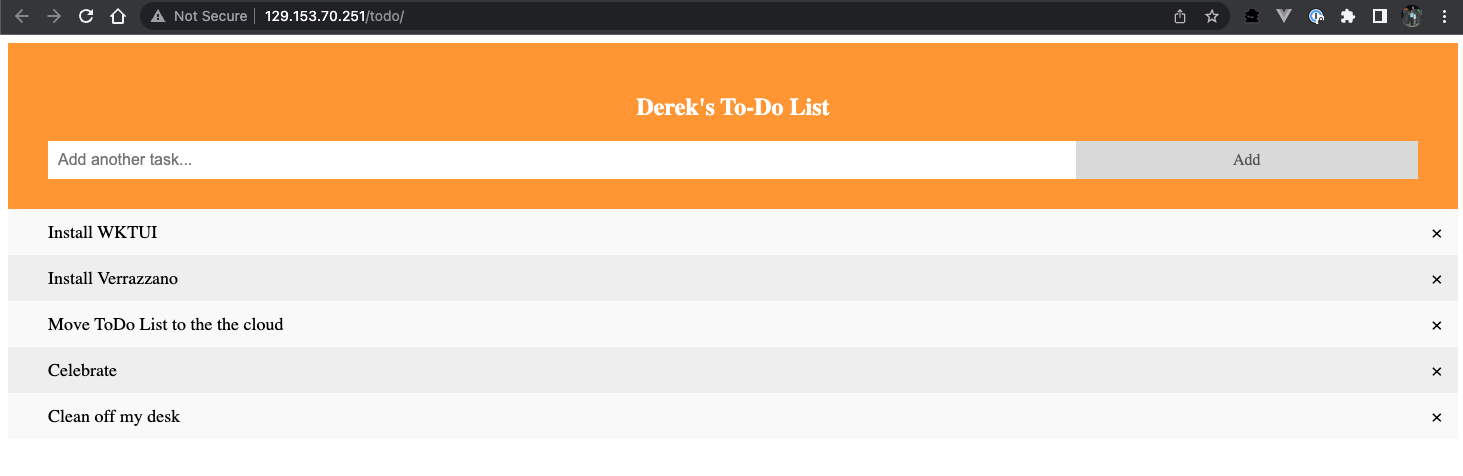 Not Secure 129.153.70.251/todo/
Derek's To-Do List
Add another task... Add
Install WKTUI ×
Install Verrazzano ×
Move ToDo List to the the cloud ×
Celebrate ×
Clean off my desk ×